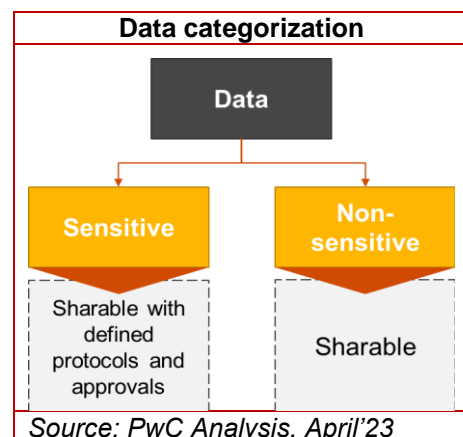 Data categorization
Data
Sensitive
Non-
sensitive
Sharable with
defined
protocols and
approvals
Sharable
Source: PwC Analysis, April'23